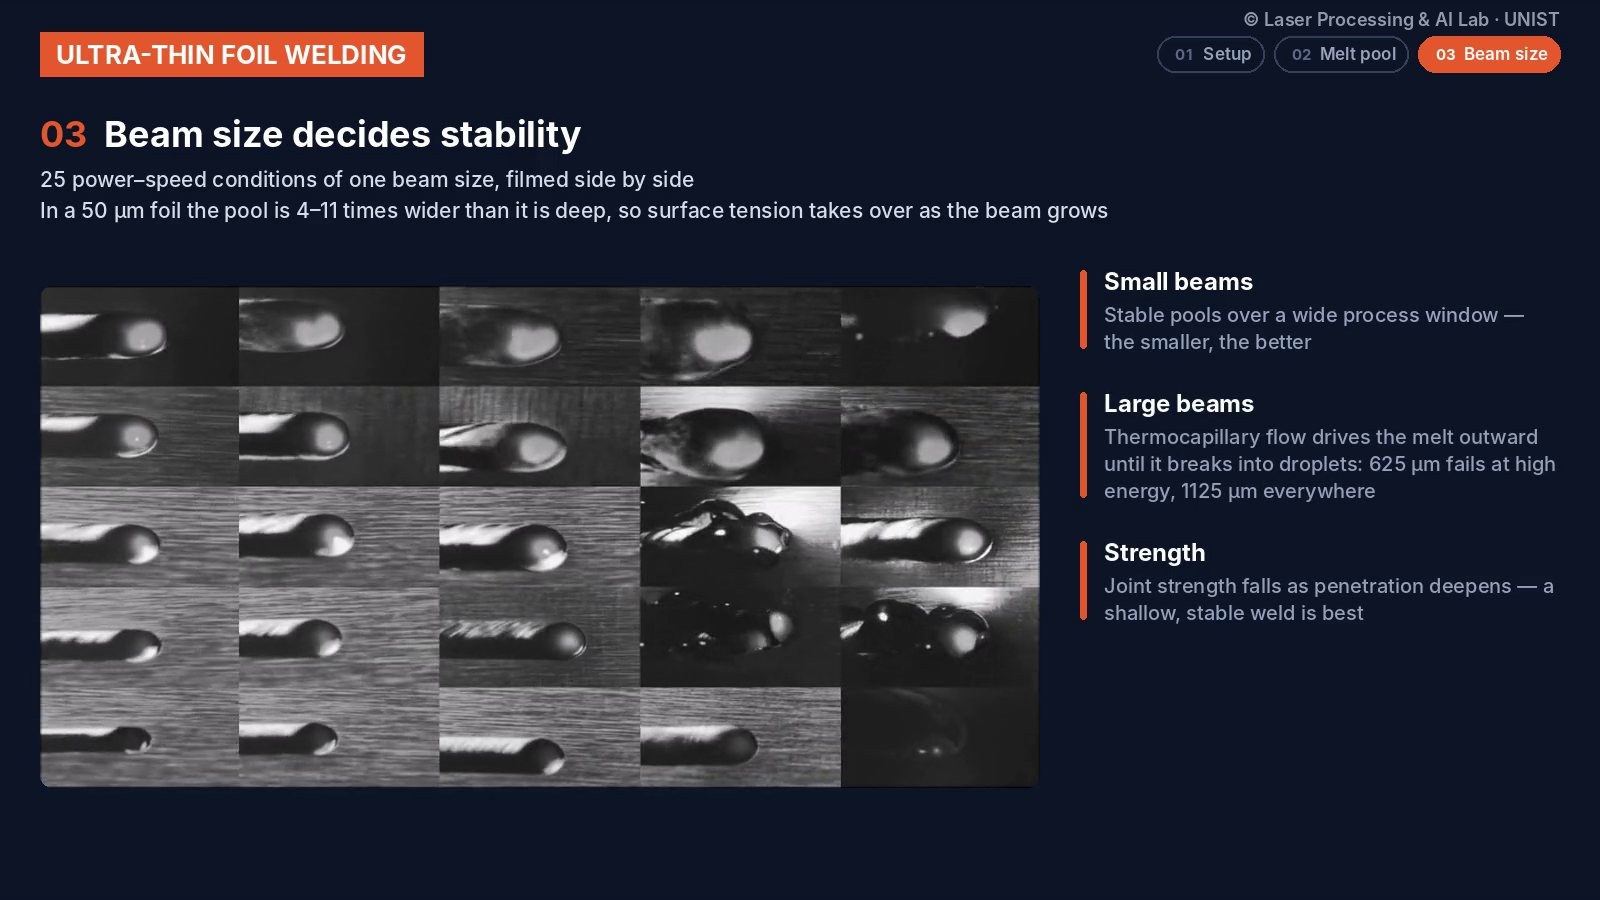 © Laser Processing & AI Lab · UNIST
ULTRA-THIN FOIL WELDING
01 Setup
02 Melt pool
03 Beam size
03 Beam size decides stability
25 power–speed conditions of one beam size, filmed side by side
In a 50 µm foil the pool is 4–11 times wider than it is deep, so surface tension takes over as the beam grows
Small beams
Stable pools over a wide process window —
the smaller, the better
Large beams
Thermocapillary flow drives the melt outward
until it breaks into droplets: 625 µm fails at high
energy, 1125 µm everywhere
Strength
Joint strength falls as penetration deepens — a
shallow, stable weld is best